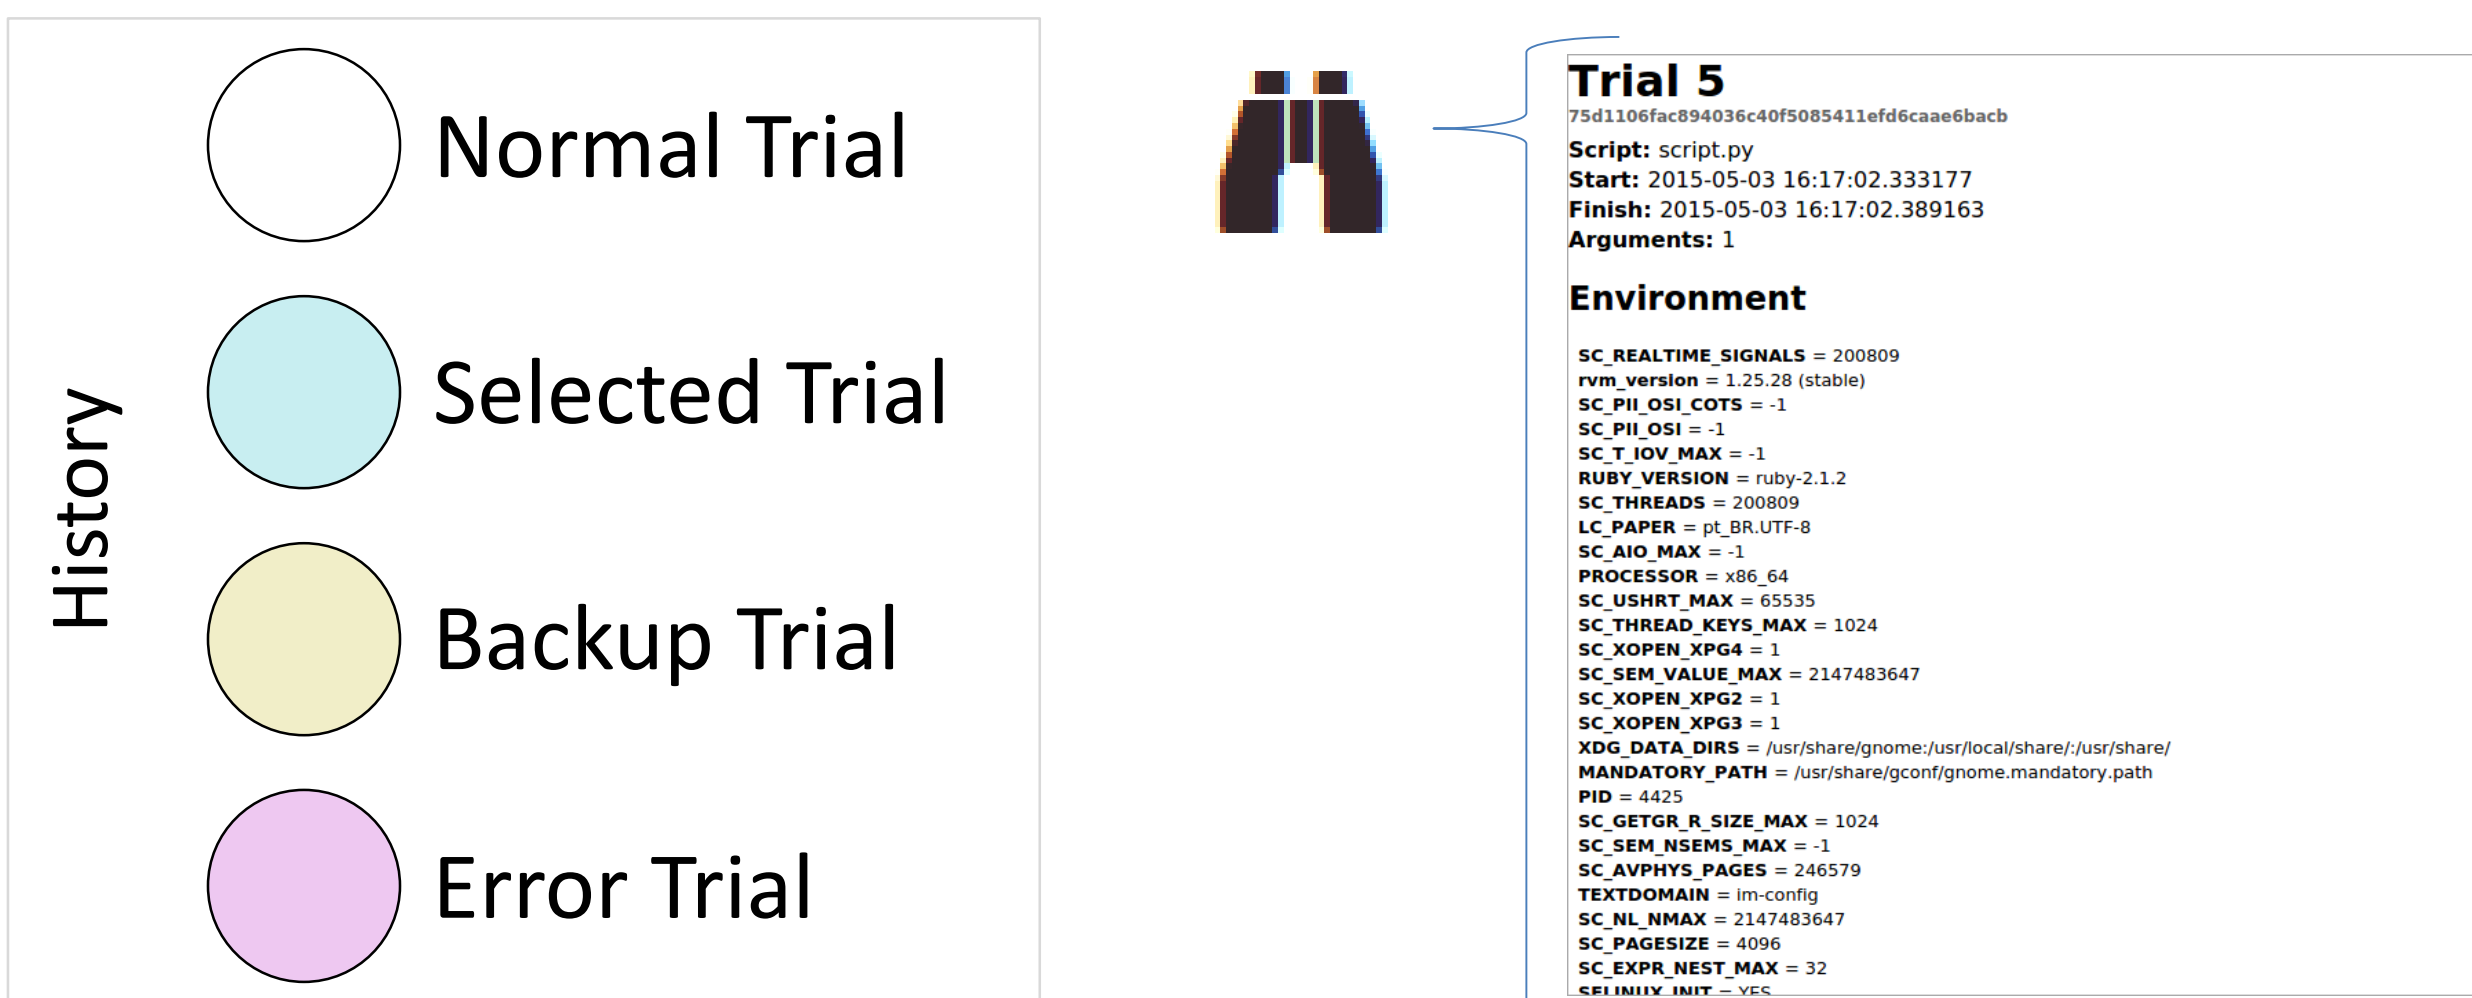 History
Normal Trial
Selected Trial
Backup Trial
Error Trial
Trial 5
75d1106fac894036c40f5085411efd6caae6bacb
Script: script.py
Start: 2015-05-03 16:17:02.333177
Finish: 2015-05-03 16:17:02.389163
Arguments: 1
Environment
SC_REALTIME_SIGNALS = 200809
rvm_version = 1.25.28 (stable)
SC_PII_OSI_COTS = -1
SC_PII_OSI = -1
SC_T_IOV_MAX = -1
RUBY_VERSION = ruby-2.1.2
SC_THREADS = 200809
LC_PAPER = pt_BR.UTF-8
SC_AIO_MAX = -1
PROCESSOR = x86_64
SC_USHRT_MAX = 65535
SC_THREAD_KEYS_MAX = 1024
SC_XOPEN_XPG4 = 1
SC_SEM_VALUE_MAX = 2147483647
SC_XOPEN_XPG2 = 1
SC_XOPEN_XPG3 = 1
XDG_DATA_DIRS = /usr/share/gnome:/usr/local/share/:/usr/share/
MANDATORY_PATH = /usr/share/gconf/gnome.mandatory.path
PID = 4425
SC_GETGR_R_SIZE_MAX = 1024
SC_SEM_NSEMS_MAX = -1
SC_AVPHYS_PAGES = 246579
TEXTDOMAIN = im-config
SC_NL_NMAX = 2147483647
SC_PAGESIZE = 4096
SC_EXPR_NEST_MAX = 32
SELINUX_INIT = YES